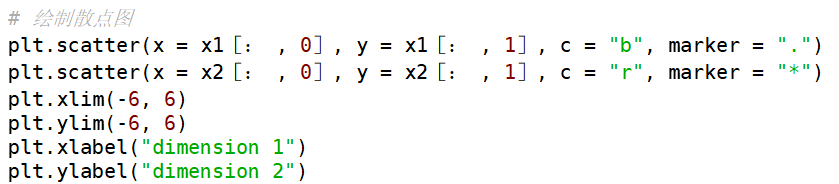 # 绘制散点图
plt.scatter(x = x1［： , 0］, y = x1［： , 1］, c = "b", marker = ".")
plt.scatter(x = x2［： , 0］, y = x2［： , 1］, c = "r", marker = "*")
plt.xlim(-6, 6)
plt.ylim(-6, 6)
plt.xlabel("dimension 1")
plt.ylabel("dimension 2")